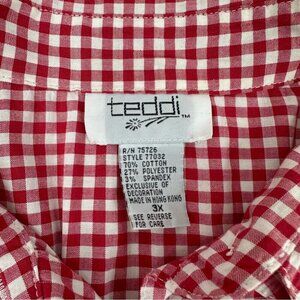 teddi
TM
R/N 75726
STYLE 77032
70% COTTON
27% POLYESTER
3% SPANDEX
EXCLUSIVE OF
DECORATION
MADE IN HONG KONG
3X
SEE REVERSE
FOR CARE